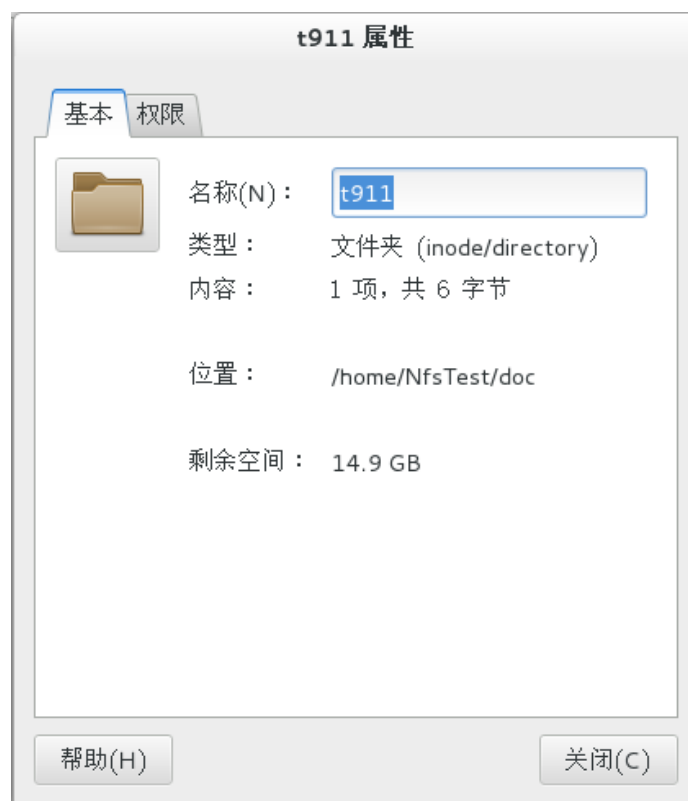 t911 属性
基本 权限
名称(N)： t911
类型： 文件夹 (inode/directory)
内容： 1 项，共 6 字节
位置： /home/NfsTest/doc
剩余空间： 14.9 GB
帮助(H) 关闭(C)